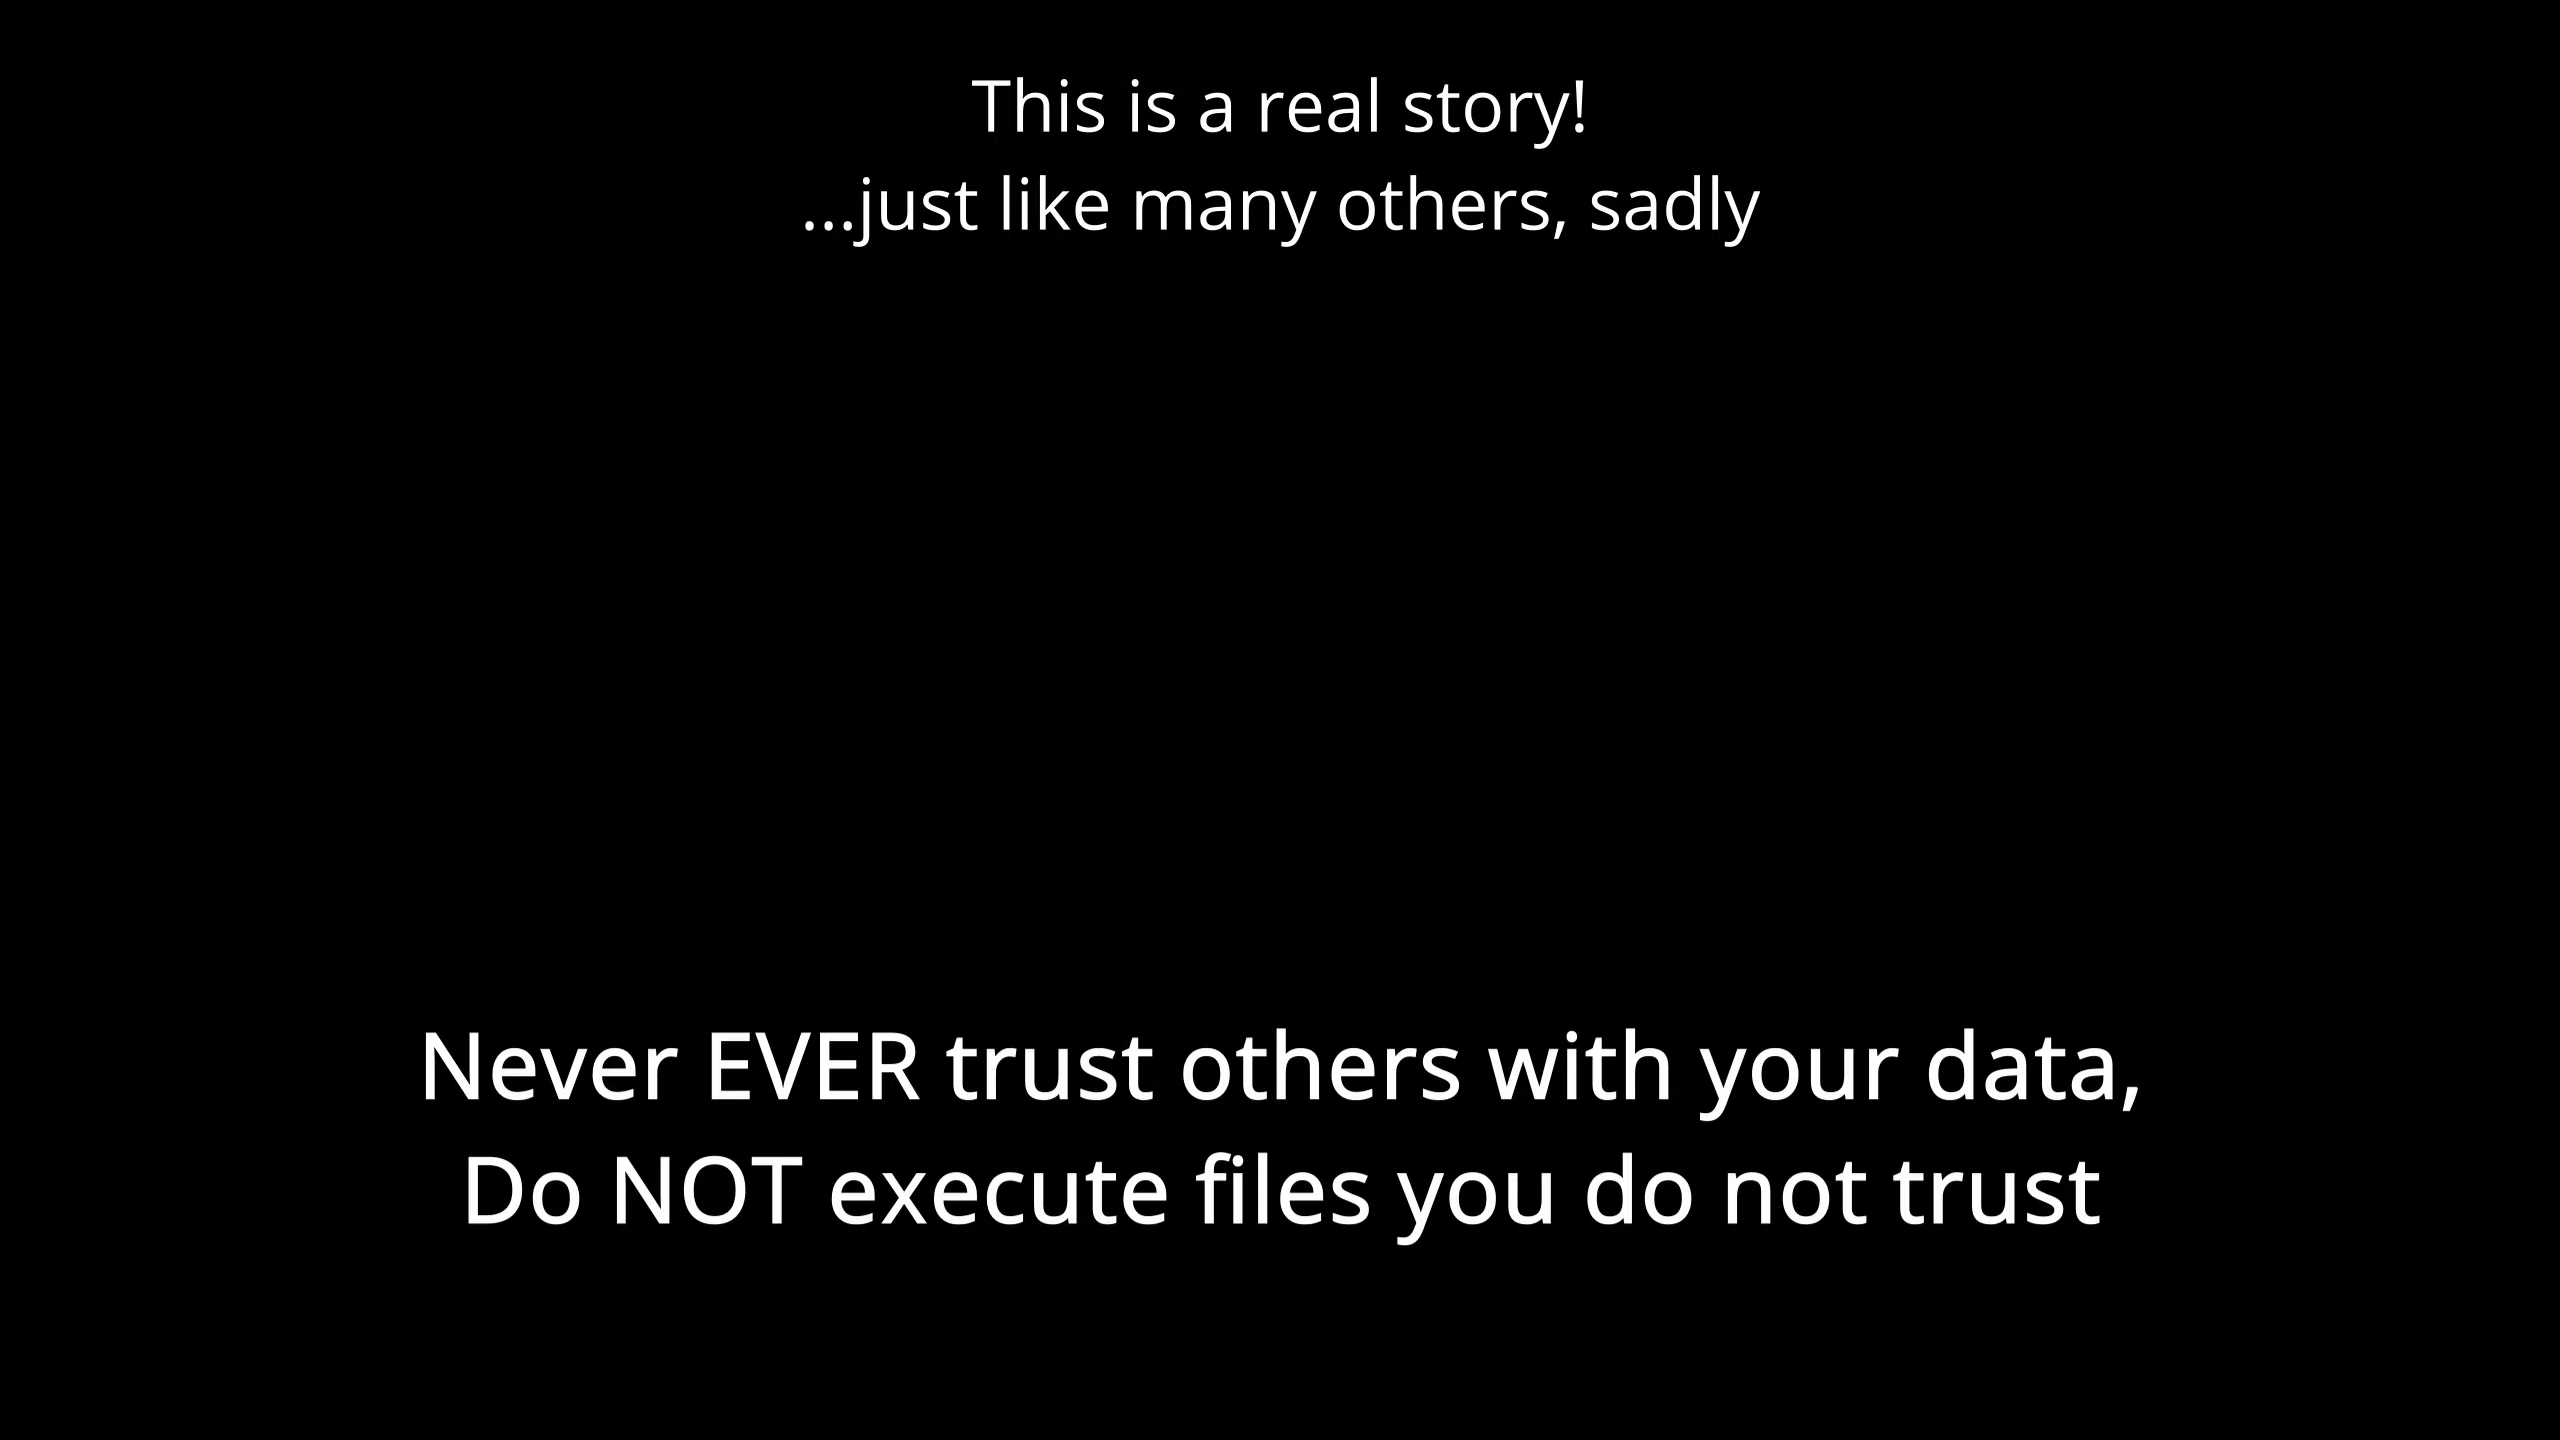 This is a real story!
...just like many others, sadly
Never EVER trust others with your data,
Do NOT execute files you do not trust